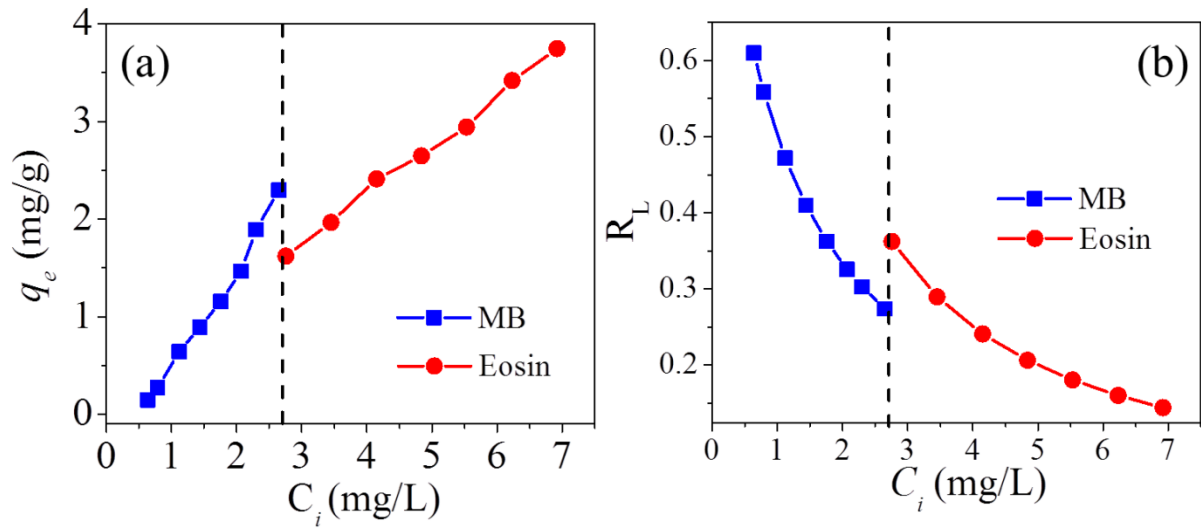 (a)
4
3
2
1
0
q_e (mg/g)
MB
Eosin
0 1 2 3 4 5 6 7
C_i (mg/L)
(b)
0.6
0.5
0.4
0.3
0.2
R_L
MB
Eosin
0 1 2 3 4 5 6 7
C_i (mg/L)